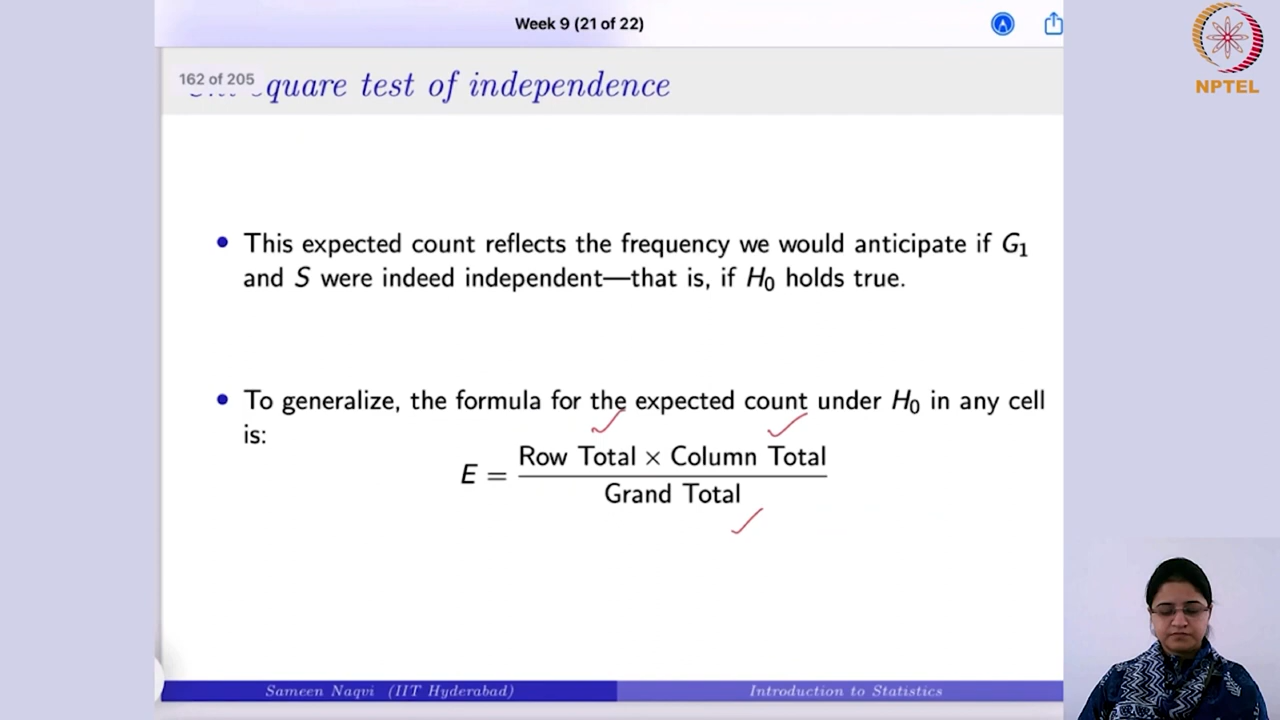 Week 9 (21 of 22)
NPTEL
162 of 205
quare test of independence
• This expected count reflects the frequency we would anticipate if G₁
and S were indeed independent—that is, if H₀ holds true.
• To generalize, the formula for the expected count under H₀ in any cell
is:
E = Row Total × Column Total
Grand Total
Sameen Naqvi (IIT Hyderabad)
Introduction to Statistics